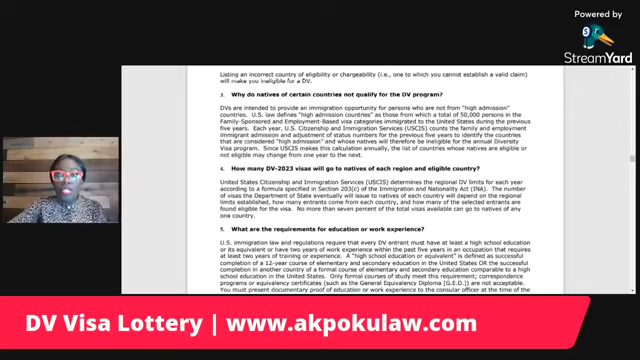 Powered by
StreamYard
Listing an incorrect country of eligibility or chargeability (i.e., one to which you cannot establish a valid claim)
will make you ineligible for a DV.
3. Why do natives of certain countries not qualify for the DV program?
DVs are intended to provide an immigration opportunity for persons who are not from "high admission"
countries. U.S. law defines "high admission countries" as those from which a total of 50,000 persons in the
Family-Sponsored and Employment-Based visa categories immigrated to the United States during the previous
five years. Each year, U.S. Citizenship and Immigration Services (USCIS) counts the family and employment
immigrant admission and adjustment of status numbers for the previous five years to identify the countries
that are considered "high admission" and whose natives will therefore be ineligible for the annual Diversity
Visa program. Since USCIS makes this calculation annually, the list of countries whose natives are eligible or
not eligible may change from one year to the next.
4. How many DV-2023 visas will go to natives of each region and eligible country?
United States Citizenship and Immigration Services (USCIS) determines the regional DV limits for each year
according to a formula specified in Section 203(c) of the Immigration and Nationality Act (INA). The number
of visas the Department of State eventually will issue to natives of each country will depend on the regional
limits established, how many entrants come from each country, and how many of the selected entrants are
found eligible for the visa. No more than seven percent of the total visas available can go to natives of any
one country.
5. What are the requirements for education or work experience?
U.S. immigration law and regulations require that every DV entrant must have at least a high school education
or its equivalent or have two years of work experience within the past five years in an occupation that
requires at least two years of training or experience. A "high school education or equivalent" is defined as successful
completion of a 12-year course of elementary and secondary education in the United States OR the successful
completion in another country of a formal course of elementary and secondary education comparable to a high
school education in the United States. Only formal courses of study meet this requirement; correspondence
programs or equivalency certificates (such as the General Equivalency Diploma [G.E.D.]) are not acceptable.
You must present documentary proof of education or work experience to the consular officer at the time of the
DV Visa Lottery | www.akpokulaw.com